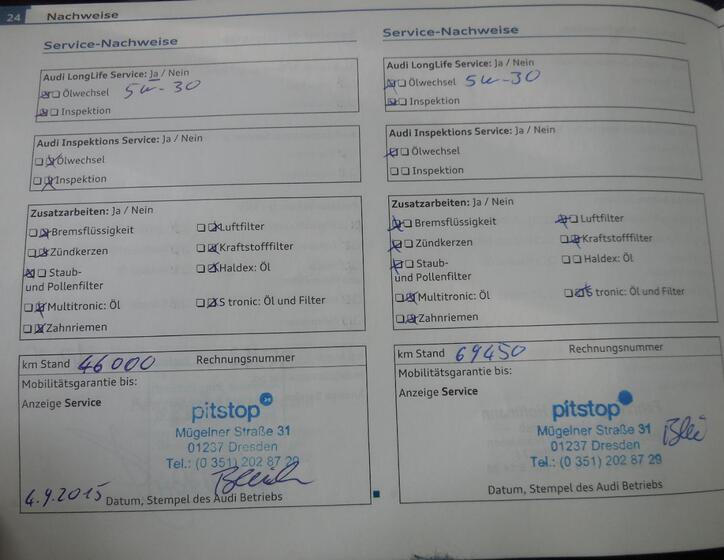 24 Nachweise
Service-Nachweise
Audi LongLife Service: Ja / Nein
Ölwechsel 5w-30
Inspektion
Audi Inspektions Service: Ja / Nein
Ölwechsel
Inspektion
Zusatzarbeiten: Ja / Nein
Bremsflüssigkeit Luftfilter
Zündkerzen Kraftstofffilter
Staub- Haldex: Öl
und Pollenfilter
Multitronic: Öl S tronic: Öl und Filter
Zahnriemen
km Stand 46000 Rechnungsnummer
Mobilitätsgarantie bis:
Anzeige Service
pitstop
Mügelner Straße 31
01237 Dresden
Tel.: (0 351) 202 87 29
4.9.2015 Datum, Stempel des Audi Betriebs
Service-Nachweise
Audi LongLife Service: Ja / Nein
Ölwechsel 5w-30
Inspektion
Audi Inspektions Service: Ja / Nein
Ölwechsel
Inspektion
Zusatzarbeiten: Ja / Nein
Bremsflüssigkeit Luftfilter
Zündkerzen Kraftstofffilter
Staub- Haldex: Öl
und Pollenfilter
Multitronic: Öl S tronic: Öl und Filter
Zahnriemen
km Stand 69450 Rechnungsnummer
Mobilitätsgarantie bis:
Anzeige Service
pitstop
Mügelner Straße 31
01237 Dresden
Tel.: (0 351) 202 87 29
Datum, Stempel des Audi Betriebs